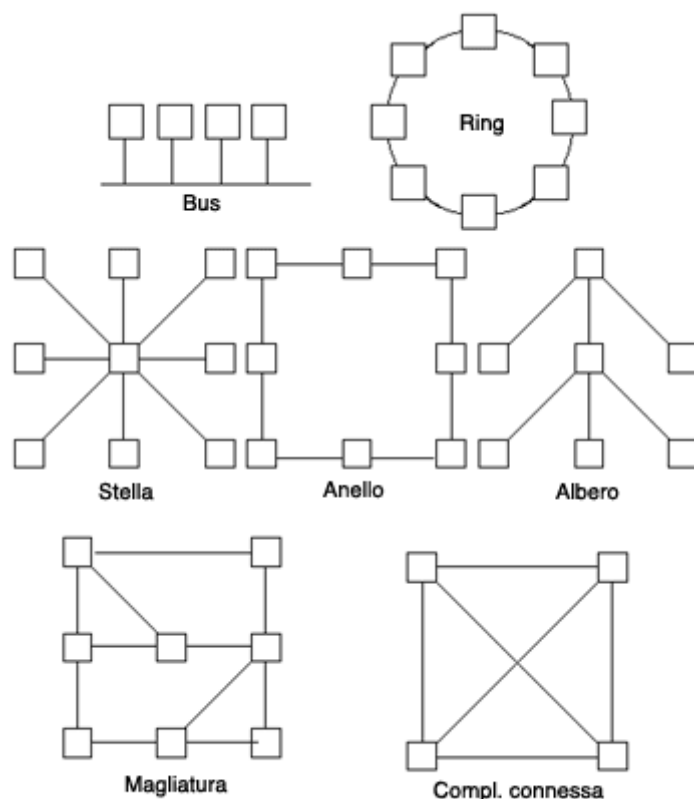 Ring
Bus
Stella
Anello
Albero
Magliatura
Compl. connessa